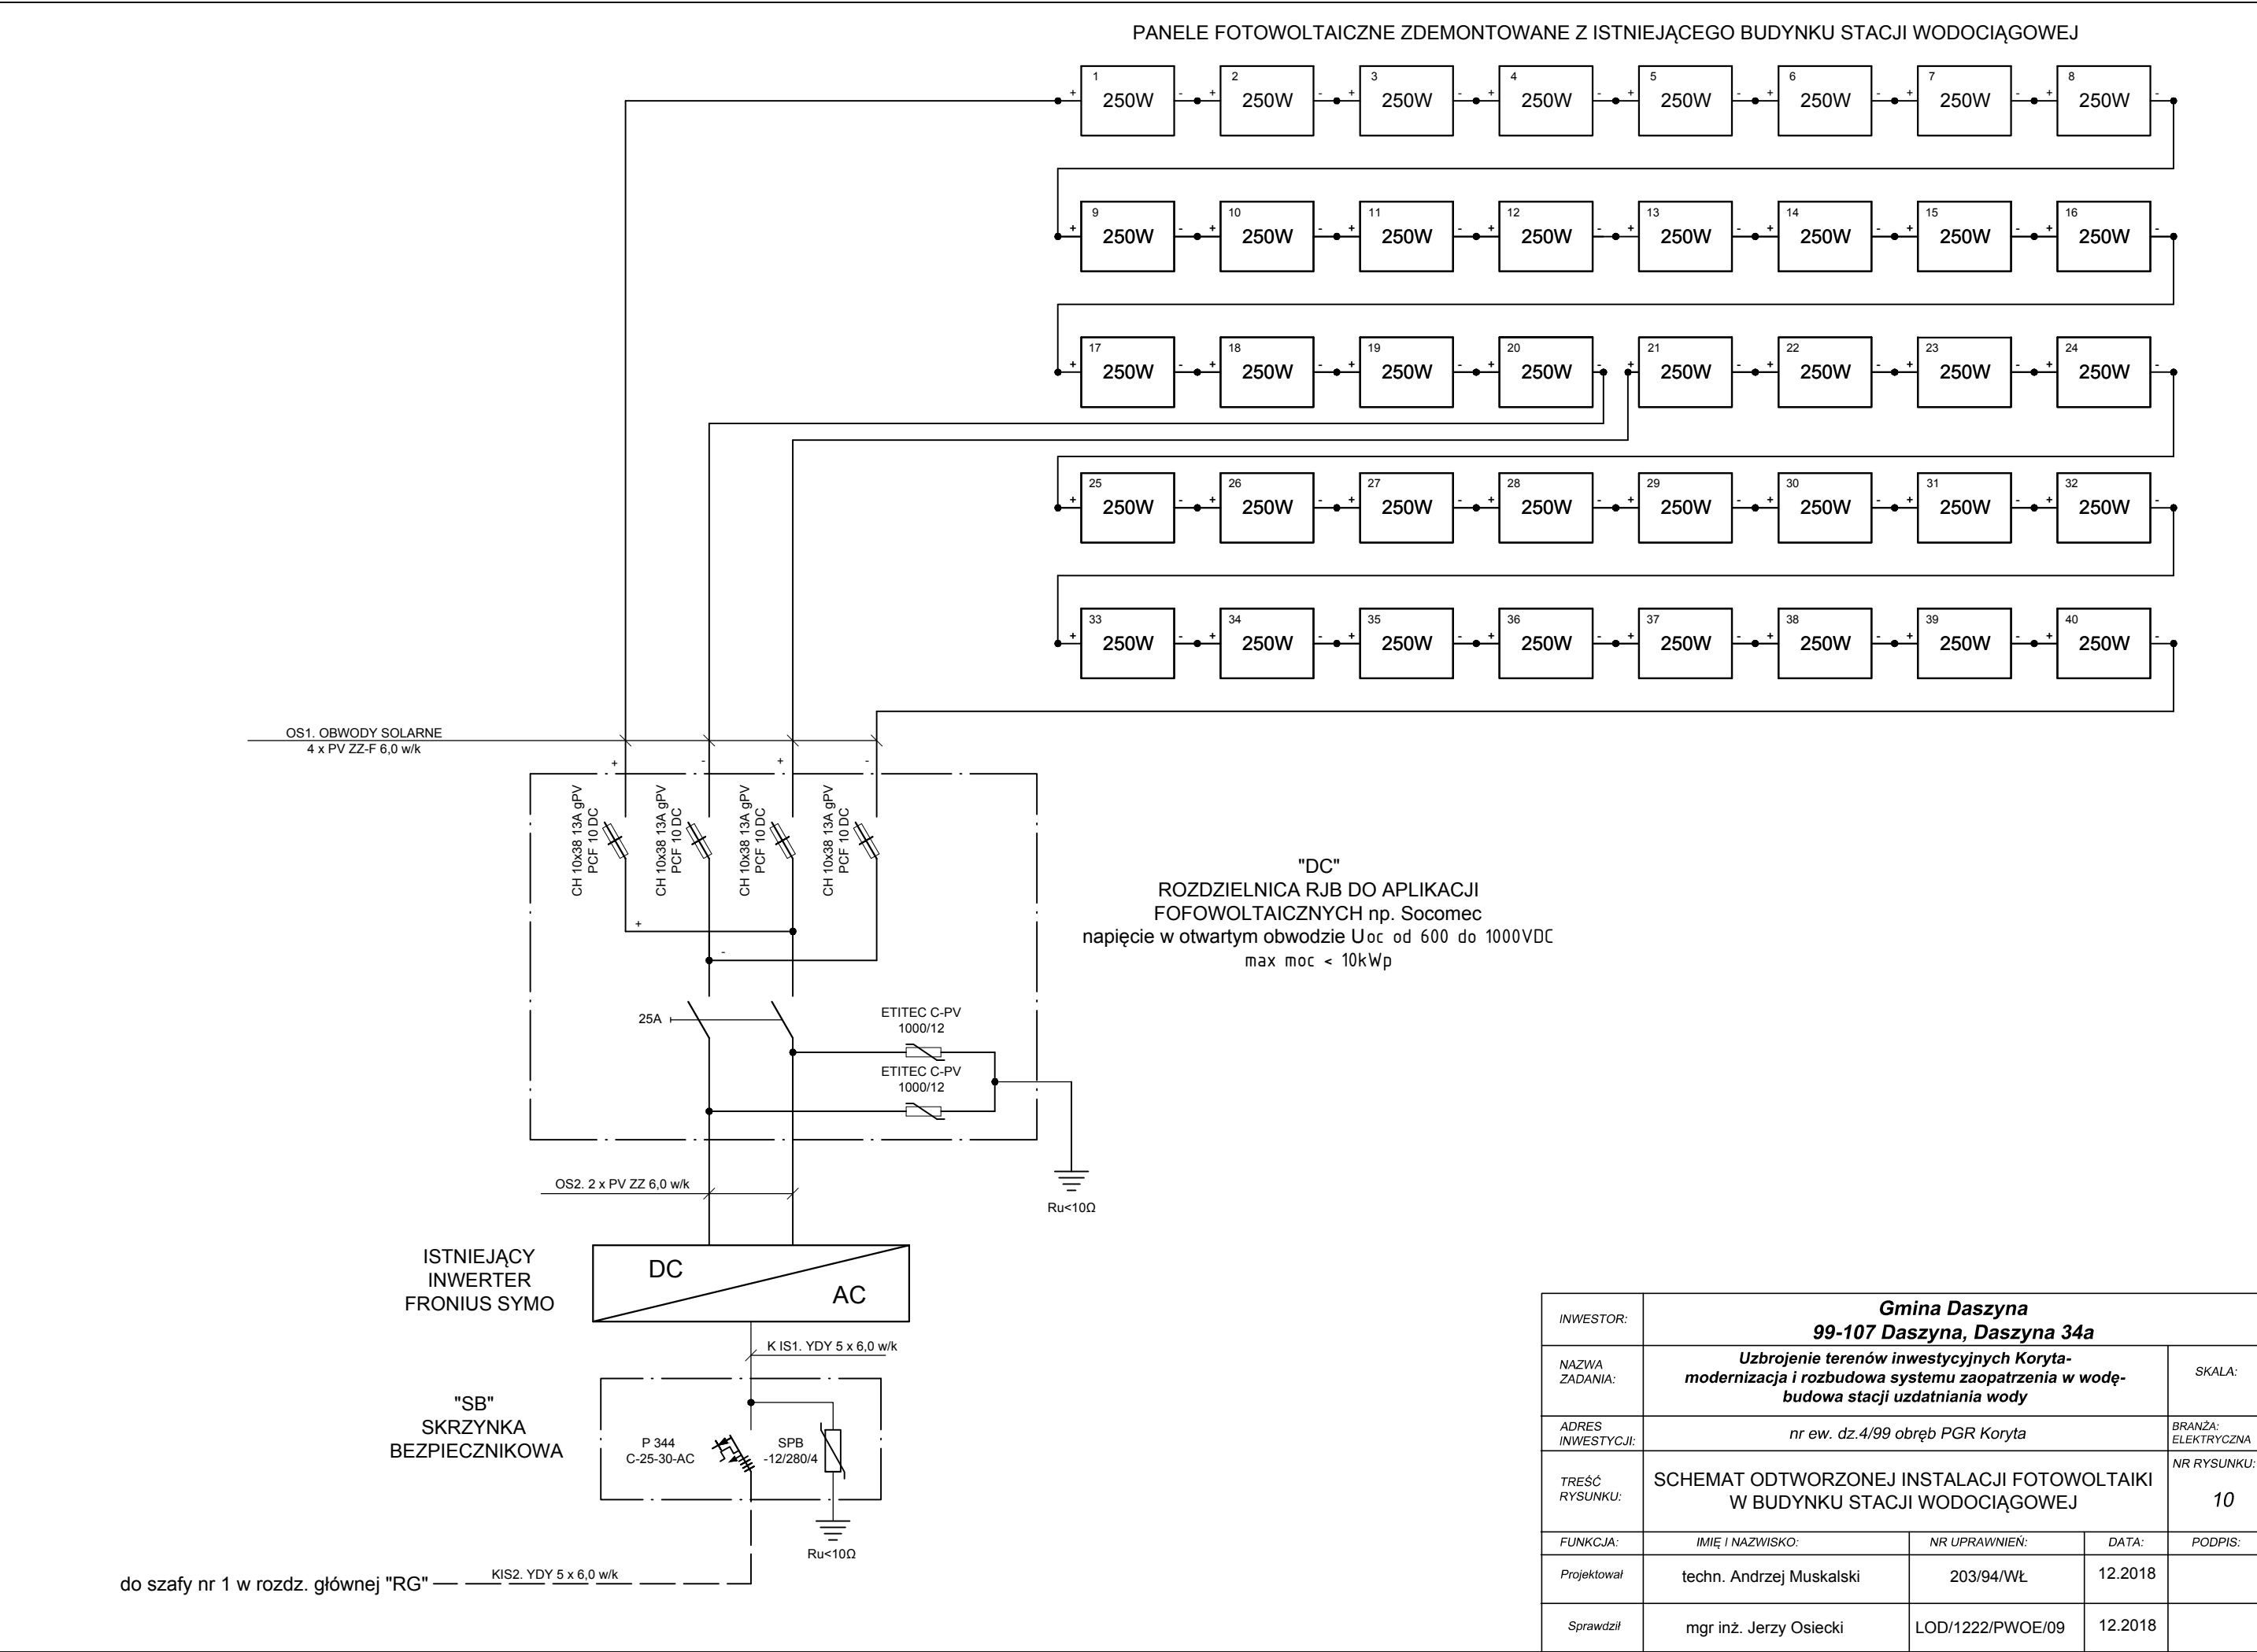 PANELE FOTOWOLTAICZNE ZDEMONTOWANE Z ISTNIEJĄCEGO BUDYNKU STACJI WODOCIĄGOWEJ
1 2 3 4 5 6 7 8
+ 250W - + 250W - + 250W - + 250W - + 250W - + 250W - + 250W - + 250W -
9 10 11 12 13 14 15 16
+ 250W - + 250W - + 250W - + 250W - + 250W - + 250W - + 250W - + 250W -
17 18 19 20 21 22 23 24
+ 250W - + 250W - + 250W - + 250W - + 250W - + 250W - + 250W - + 250W -
25 26 27 28 29 30 31 32
+ 250W - + 250W - + 250W - + 250W - + 250W - + 250W - + 250W - + 250W -
33 34 35 36 37 38 39 40
+ 250W - + 250W - + 250W - + 250W - + 250W - + 250W - + 250W - + 250W -
OS1. OBWODY SOLARNE
4 x PV ZZ-F 6,0 w/k
+ - + -
CH 10x38 13A gPV
PCF 10 DC
CH 10x38 13A gPV
PCF 10 DC
CH 10x38 13A gPV
PCF 10 DC
CH 10x38 13A gPV
PCF 10 DC
+
-
"DC"
ROZDZIELNICA RJB DO APLIKACJI
FOFOWOLTAICZNYCH np. Socomec
napięcie w otwartym obwodzie Uoc od 600 do 1000VDC
max moc < 10kWp
25A
ETITEC C-PV
1000/12
ETITEC C-PV
1000/12
Ru<10Ω
OS2. 2 x PV ZZ 6,0 w/k
ISTNIEJĄCY
INWERTER
FRONIUS SYMO
DC
AC
K IS1. YDY 5 x 6,0 w/k
"SB"
SKRZYNKA
BEZPIECZNIKOWA
P 344
C-25-30-AC
SPB
-12/280/4
Ru<10Ω
do szafy nr 1 w rozdz. głównej "RG"
KIS2. YDY 5 x 6,0 w/k
INWESTOR:
Gmina Daszyna
99-107 Daszyna, Daszyna 34a
NAZWA
ZADANIA:
Uzbrojenie terenów inwestycyjnych Koryta-
modernizacja i rozbudowa systemu zaopatrzenia w wodę-
budowa stacji uzdatniania wody
SKALA:
ADRES
INWESTYCJI:
nr ew. dz.4/99 obręb PGR Koryta
BRANŻA:
ELEKTRYCZNA
TREŚĆ
RYSUNKU:
SCHEMAT ODTWORZONEJ INSTALACJI FOTOWOLTAIKI
W BUDYNKU STACJI WODOCIĄGOWEJ
NR RYSUNKU:
10
FUNKCJA: IMIĘ I NAZWISKO: NR UPRAWNIEŃ: DATA: PODPIS:
Projektował techn. Andrzej Muskalski 203/94/WŁ 12.2018
Sprawdził mgr inż. Jerzy Osiecki LOD/1222/PWOE/09 12.2018